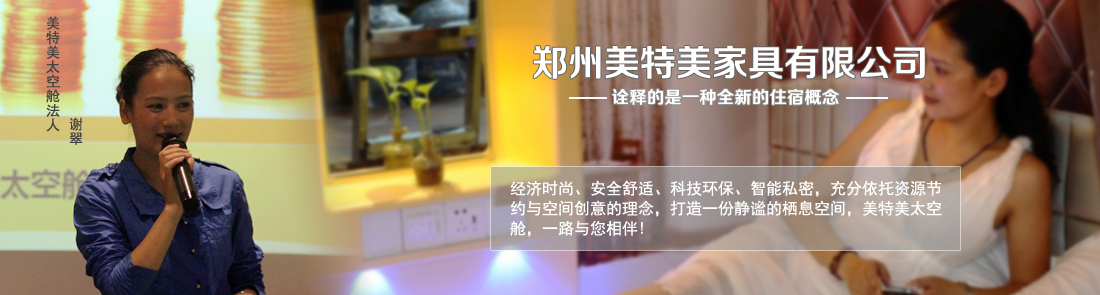 美特美太空舱法人
谢翠
太空舱
郑州美特美家具有限公司
—— 诠释的是一种全新的住宿概念 ——
经济时尚、安全舒适、科技环保、智能私密，充分依托资源节
约与空间创意的理念，打造一份静谧的栖息空间，美特美太空
舱，一路与您相伴！